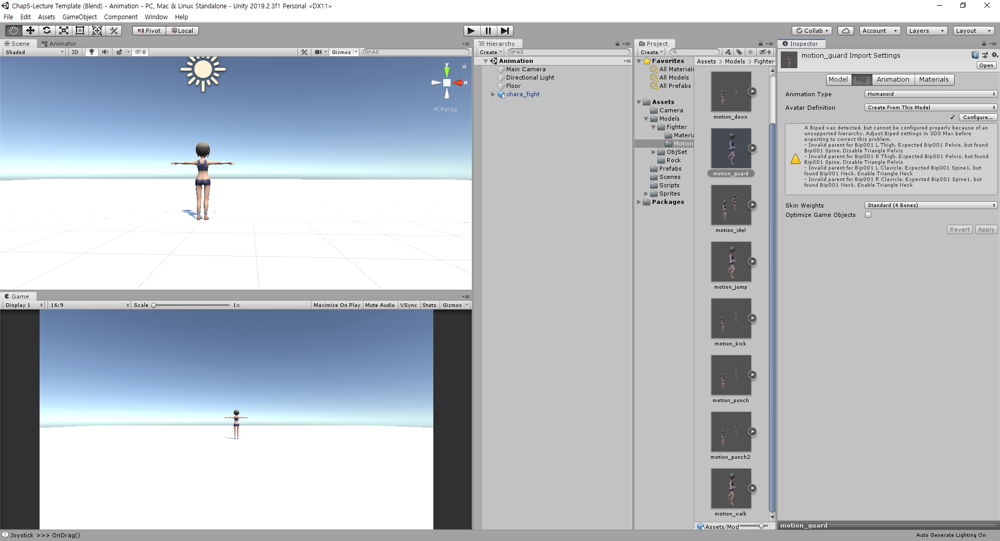 Chap5-Lecture Template (Blend) - Animation - PC, Mac & Linux Standalone - Unity 2019.2.3f1 Personal <DX11>
File Edit Assets GameObject Component Window Help
Pivot Local
Collab Account Layers Layout
Scene Animator
Shaded 2D 0 Gizmos All
y
x
Persp
Game
Display 1 16:9 Scale 1x Maximize On Play Mute Audio VSync Stats Gizmos
Hierarchy
Create All
Animation
Main Camera
Directional Light
Floor
chara_fight
Project
Create 9
Favorites
All Materials
All Models
All Prefabs
Assets
Camera
Models
Fighter
Materia
Motion
ObjSet
Rock
Prefabs
Scenes
Scripts
Sprites
Packages
Assets > Models > Fighter
motion_down
motion_guard
motion_idel
motion_jump
motion_kick
motion_punch
motion_punch2
motion_walk
Assets/Mod
Inspector
motion_guard Import Settings
Open
Model Rig Animation Materials
Animation Type Humanoid
Avatar Definition Create From This Model
✓ Configure...
A Biped was detected, but cannot be configured properly because of an
unsupported hierarchy. Adjust Biped settings in 3DS Max before
exporting to correct this problem.
- Invalid parent for Bip001 L Thigh. Expected Bip001 Pelvis, but found
Bip001 Spine. Disable Triangle Pelvis
- Invalid parent for Bip001 R Thigh. Expected Bip001 Pelvis, but found
Bip001 Spine. Disable Triangle Pelvis
- Invalid parent for Bip001 L Clavicle. Expected Bip001 Spine1, but
found Bip001 Neck. Enable Triangle Neck
- Invalid parent for Bip001 R Clavicle. Expected Bip001 Spine1, but
found Bip001 Neck. Enable Triangle Neck
Skin Weights Standard (4 Bones)
Optimize Game Objects
Revert Apply
motion_guard
Joystick >>> OnDrag()
Auto Generate Lighting On